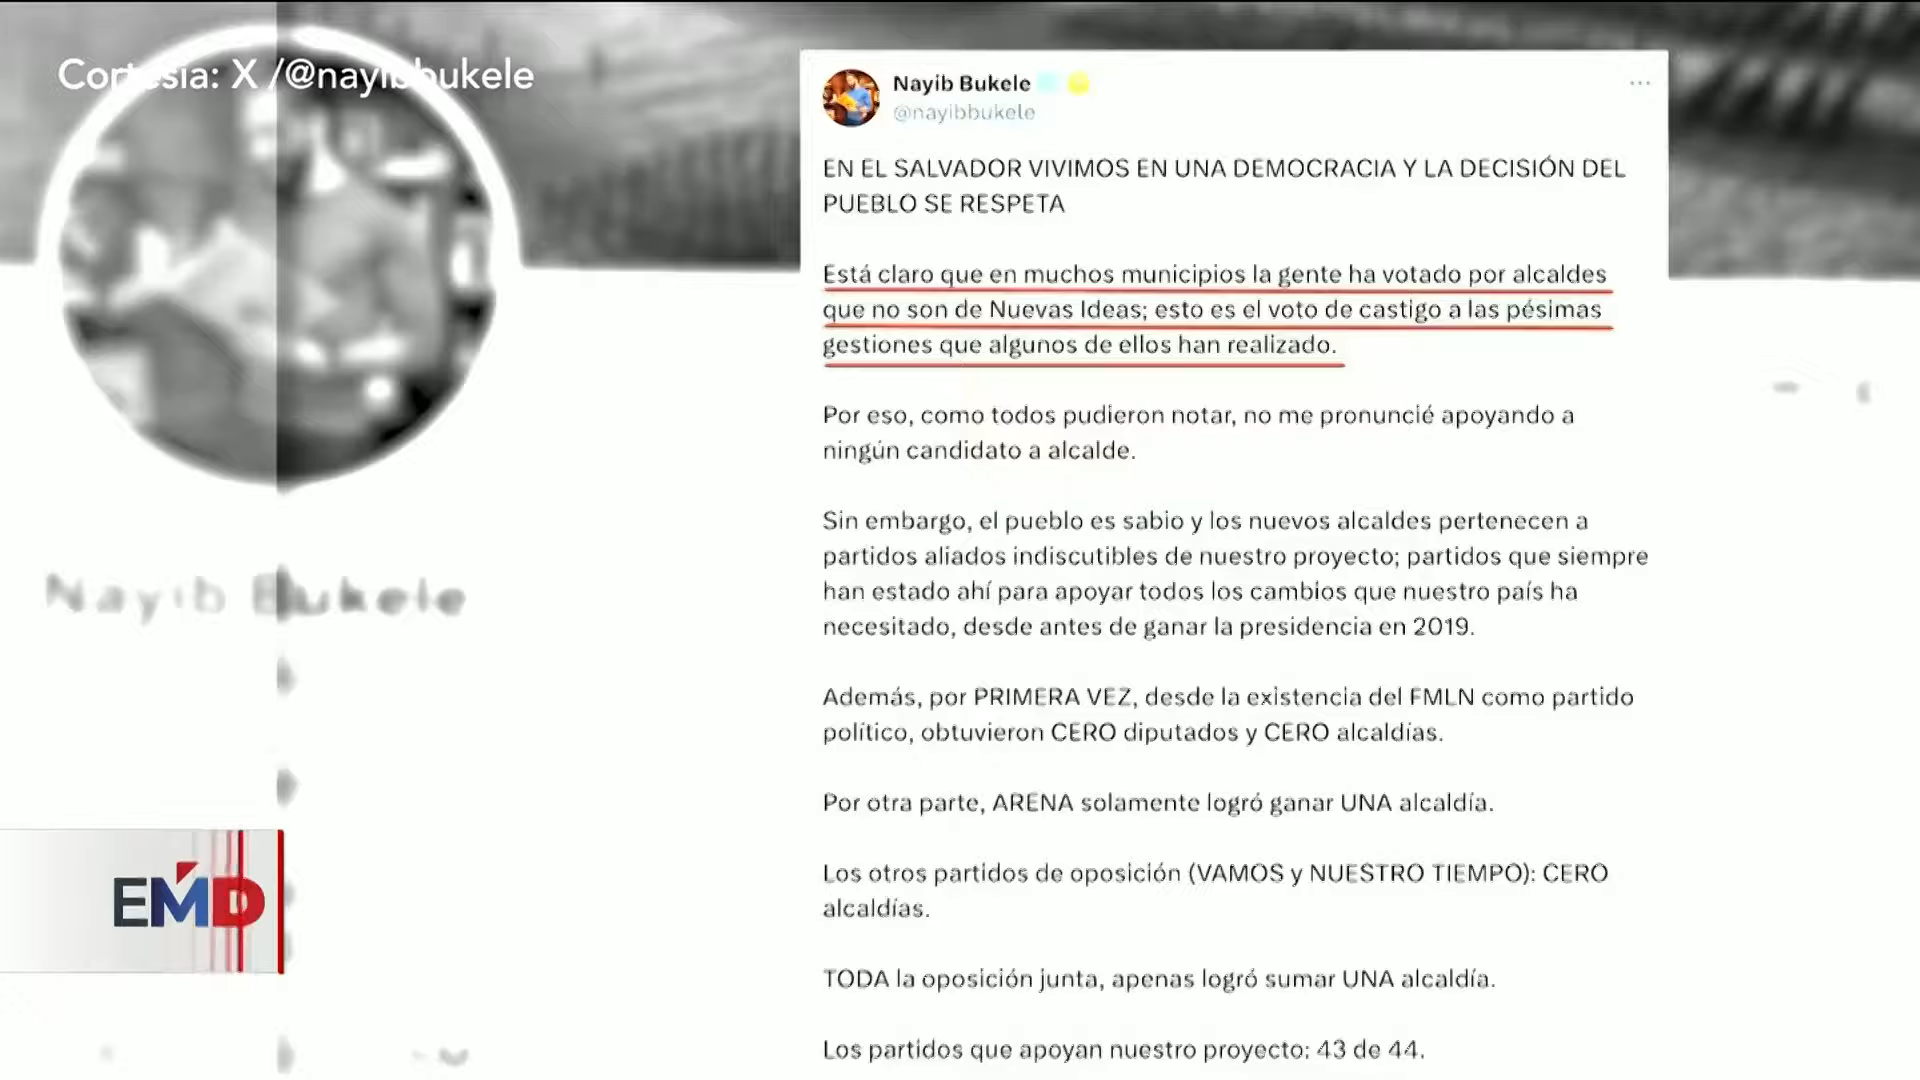 Cortesía: X /@nayibbukele
Nayib Bukele
@nayibbukele
EN EL SALVADOR VIVIMOS EN UNA DEMOCRACIA Y LA DECISIÓN DEL
PUEBLO SE RESPETA
Está claro que en muchos municipios la gente ha votado por alcaldes
que no son de Nuevas Ideas; esto es el voto de castigo a las pésimas
gestiones que algunos de ellos han realizado.
Por eso, como todos pudieron notar, no me pronuncié apoyando a
ningún candidato a alcalde.
Sin embargo, el pueblo es sabio y los nuevos alcaldes pertenecen a
partidos aliados indiscutibles de nuestro proyecto; partidos que siempre
han estado ahí para apoyar todos los cambios que nuestro país ha
necesitado, desde antes de ganar la presidencia en 2019.
Además, por PRIMERA VEZ, desde la existencia del FMLN como partido
político, obtuvieron CERO diputados y CERO alcaldías.
Por otra parte, ARENA solamente logró ganar UNA alcaldía.
Los otros partidos de oposición (VAMOS y NUESTRO TIEMPO): CERO
alcaldías.
TODA la oposición junta, apenas logró sumar UNA alcaldía.
Los partidos que apoyan nuestro proyecto: 43 de 44.
Nayib Bukele
EMD